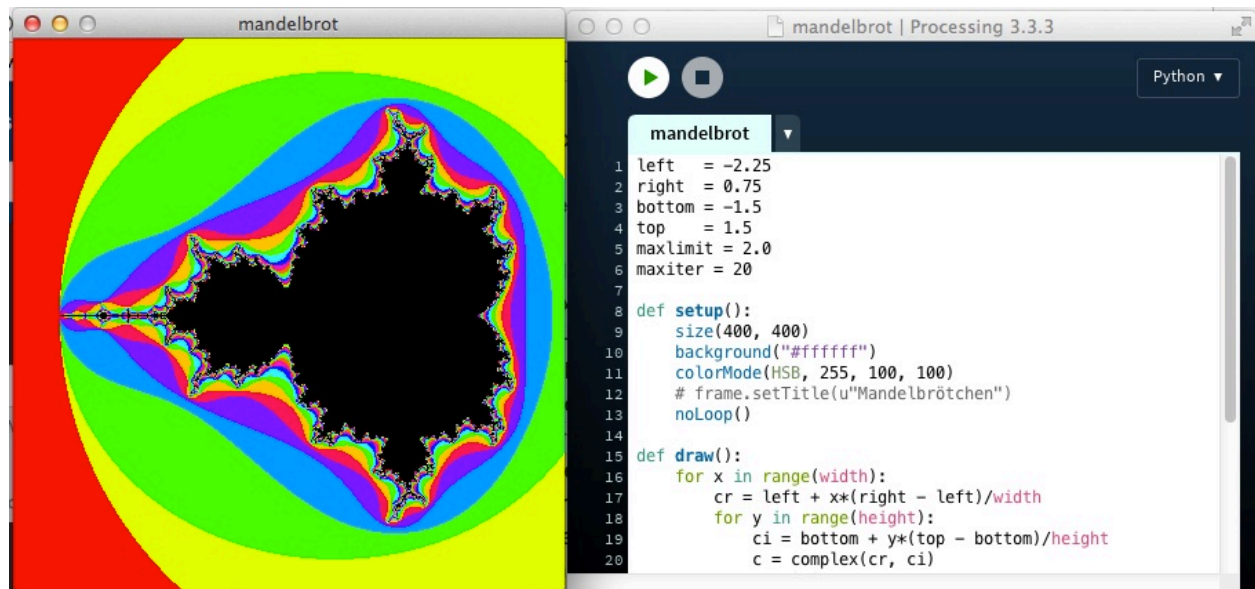 mandelbrot
mandelbrot | Processing 3.3.3
Python ▼
mandelbrot ▼
1 left   = -2.25
2 right  = 0.75
3 bottom = -1.5
4 top    = 1.5
5 maxlimit = 2.0
6 maxiter = 20
7
8 def setup():
9     size(400, 400)
10     background("#ffffff")
11     colorMode(HSB, 255, 100, 100)
12     # frame.setTitle(u"Mandelbrötchen")
13     noLoop()
14
15 def draw():
16     for x in range(width):
17         cr = left + x*(right - left)/width
18         for y in range(height):
19             ci = bottom + y*(top - bottom)/height
20             c = complex(cr, ci)